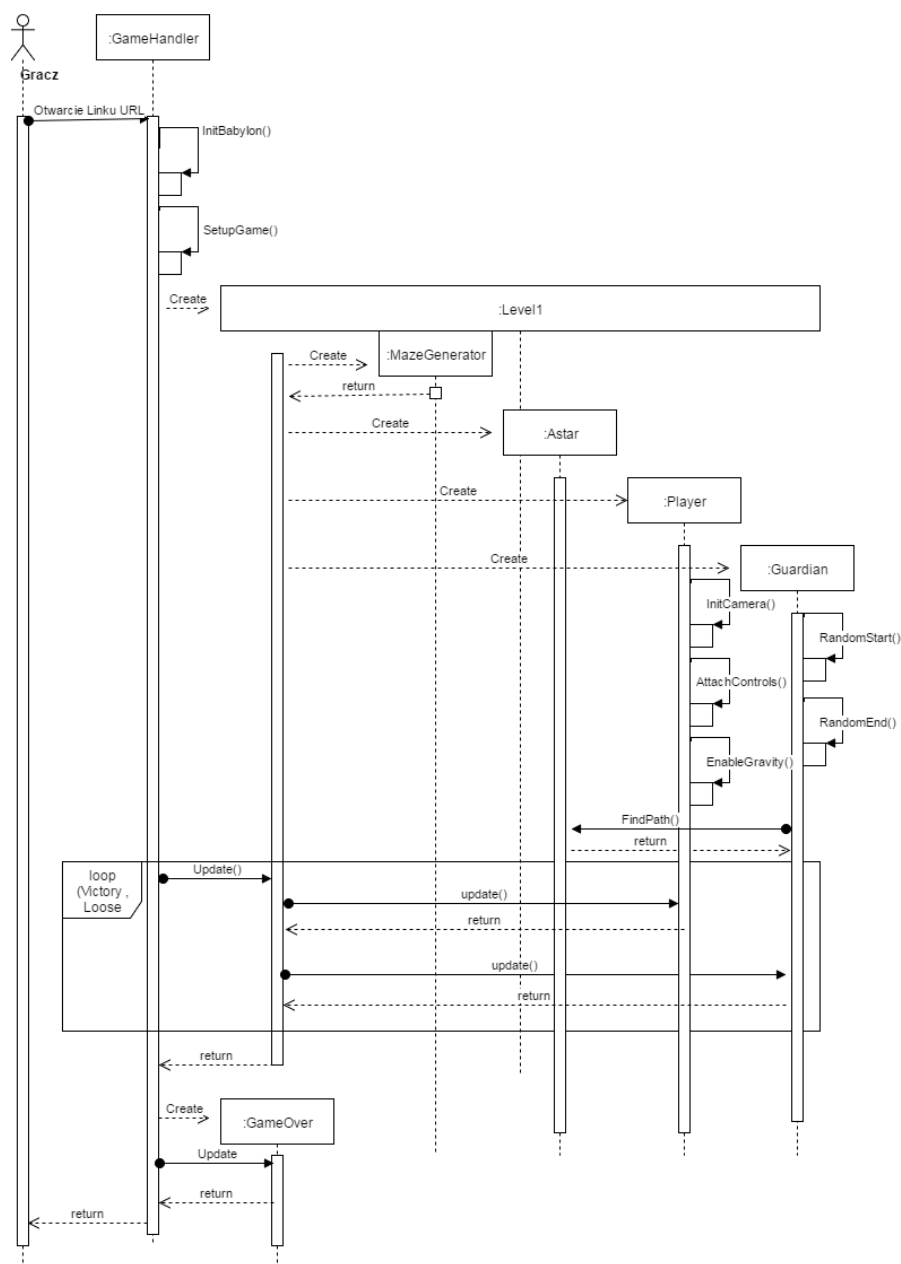 :GameHandler
Gracz
Otwarcie Linku URL
InitBabylon()
SetupGame()
Create
:Level1
Create
:MazeGenerator
return
Create
:Astar
Create
:Player
Create
:Guardian
InitCamera()
RandomStart()
AttachControls()
RandomEnd()
EnableGravity()
FindPath()
return
loop
(Victory ,
Loose
Update()
update()
return
update()
return
return
Create
:GameOver
Update
return
return